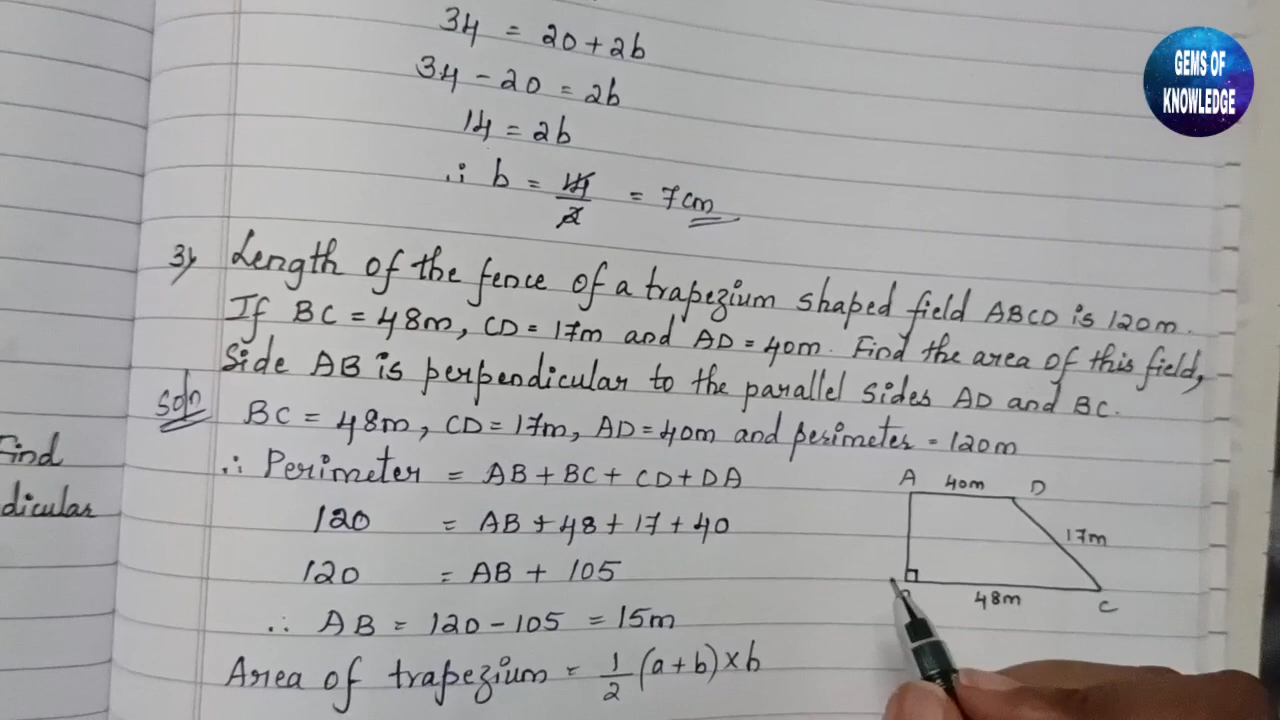 34 = 20 + 2b
34 - 20 = 2b
14 = 2b
∴ b = 14/2 = 7cm
GEMS OF
KNOWLEDGE
3) Length of the fence of a trapezium shaped field ABCD is 120m.
If BC = 48m, CD = 17m and AD = 40m. Find the area of this field,
Side AB is perpendicular to the parallel sides AD and BC.
Soln
BC = 48m, CD = 17m, AD = 40m and perimeter = 120m
∴ Perimeter = AB + BC + CD + DA
120 = AB + 48 + 17 + 40
120 = AB + 105
∴ AB = 120 - 105 = 15m
Area of trapezium = 1/2 (a+b) × b
A 40m D
17m
48m C
Find
dicular